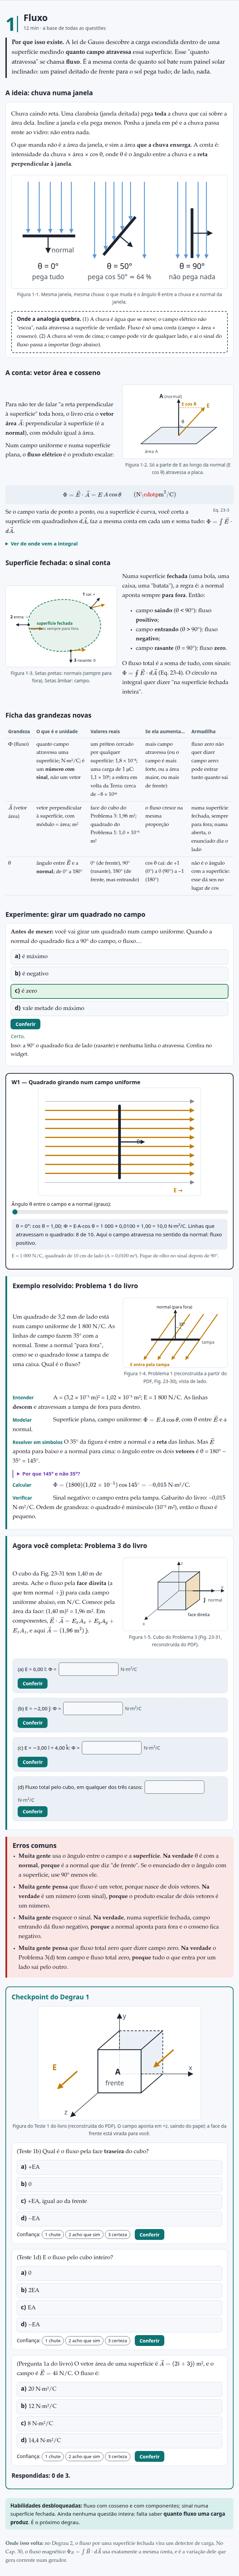 1 Fluxo
12 min · a base de todas as questões
Por que isso existe. A lei de Gauss descobre a carga escondida dentro de uma
superfície medindo quanto campo atravessa essa superfície. Esse "quanto
atravessa" se chama fluxo. É a mesma conta de quanto sol bate num painel solar
inclinado: um painel deitado de frente para o sol pega tudo; de lado, nada.
A ideia: chuva numa janela
Chuva caindo reta. Uma claraboia (janela deitada) pega toda a chuva que cai sobre a
área dela. Incline a janela e ela pega menos. Ponha a janela em pé e a chuva passa
rente ao vidro: não entra nada.
O que manda não é a área da janela, e sim a área que a chuva enxerga. A conta é:
intensidade da chuva × área × cos θ, onde θ é o ângulo entre a chuva e a reta
perpendicular à janela.
normal
θ = 0°
pega tudo
θ = 50°
pega cos 50° ≈ 64 %
θ = 90°
não pega nada
Figura 1-1. Mesma janela, mesma chuva: o que muda é o ângulo θ entre a chuva e a normal da
janela.
Onde a analogia quebra. (1) A chuva é água que se move; o campo elétrico não
"escoa", nada atravessa a superfície de verdade. Fluxo é só uma conta (campo × área ×
cosseno). (2) A chuva só vem de cima; o campo pode vir de qualquer lado, e aí o sinal do
fluxo passa a importar (logo abaixo).
A conta: vetor área e cosseno
Para não ter de falar "a reta perpendicular
à superfície" toda hora, o livro cria o vetor
área A⃗: perpendicular à superfície (é a
normal), com módulo igual à área.
Num campo uniforme e numa superfície
plana, o fluxo elétrico é o produto escalar:
A (normal)
E cos θ
E
θ
área A
Figura 1-2. Só a parte de E ao longo da normal (E
cos θ) atravessa a placa.
Φ = E⃗ · A⃗ = E A cos θ (N\cdotpm²/C)
Eq. 23-3
Se o campo varia de ponto a ponto, ou a superfície é curva, você corta a
superfície em quadradinhos dA⃗, faz a mesma conta em cada um e soma tudo: Φ = ∫ E⃗ ·
dA⃗.
▸ Ver de onde vem a integral
Superfície fechada: o sinal conta
1 sai: +
2 entra: −
superfície fechada
normais: sempre para fora
3 rasante: 0
Figura 1-3. Setas pretas: normais (sempre para
fora). Setas âmbar: campo.
Numa superfície fechada (uma bola, uma
caixa, uma "batata"), a regra é: a normal
aponta sempre para fora. Então:
• campo saindo (θ < 90°): fluxo
positivo;
• campo entrando (θ > 90°): fluxo
negativo;
• campo rasante (θ = 90°): fluxo zero.
O fluxo total é a soma de tudo, com sinais:
Φ = ∮ E⃗ · dA⃗ (Eq. 23-4). O círculo na
integral quer dizer "na superfície fechada
inteira".
Ficha das grandezas novas
Grandeza O que é e unidade Valores reais Se ela aumenta... Armadilha
Φ (fluxo)
quanto campo
atravessa uma
superfície; N·m²/C; é
um número com
sinal, não um vetor
mais campo
atravessa (ou o
campo é mais
forte, ou a área
maior, ou mais
de frente)
fluxo zero não
quer dizer
campo zero:
pode entrar
tanto quanto sai
A⃗ (vetor
área)
vetor perpendicular
à superfície, com
módulo = área; m²
face do cubo do
Problema 3: 1,96 m²;
quadrado do
o fluxo cresce na
mesma
proporção
numa superfície
fechada, sempre
para fora; numa
aberta, o
enunciado diz o
lado
θ
ângulo entre E⃗ e a
normal; de 0° a 180°
0° (de frente), 90°
(rasante), 180° (de
frente, mas entrando)
cos θ cai: de +1
(0°) a 0 (90°) a −1
(180°)
não é o ângulo
com a superfície:
esse dá sen no
lugar de cos
Experimente: girar um quadrado no campo
Antes de mexer: você vai girar um quadrado num campo uniforme. Quando a
normal do quadrado fica a 90° do campo, o fluxo...
a) é máximo
b) é negativo
c) é zero
d) vale metade do máximo
Conferir
Certo.
Isso: a 90° o quadrado fica de lado (rasante) e nenhuma linha o atravessa. Confira no
widget.
W1 — Quadrado girando num campo uniforme
E →
Ângulo θ entre o campo e a normal (graus):
θ = 0°: cos θ = 1,00; Φ = E·A·cos θ = 1 000 × 0,0100 × 1,00 = 10,0 N·m²/C. Linhas que
atravessam o quadrado: 8 de 10. Aqui o campo atravessa no sentido da normal: fluxo
positivo.
E = 1 000 N/C, quadrado de 10 cm de lado (A = 0,0100 m²). Fique de olho no sinal depois de 90°.
Exemplo resolvido: Problema 1 do livro
Um quadrado de 3,2 mm de lado está
num campo uniforme de 1 800 N/C. As
linhas de campo fazem 35° com a
normal. Tome a normal "para fora",
como se o quadrado fosse a tampa de
uma caixa. Qual é o fluxo?
normal (para fora)
35°
tampa
E entra pela tampa
Figura 1-4. Problema 1 (reconstruída a partir do
PDF, Fig. 23-30), vista de lado.
Entender A = (3,2 × 10⁻³ m)² = 1,02 × 10⁻⁵ m²; E = 1 800 N/C. As linhas
descem e atravessam a tampa de fora para dentro.
Modelar Superfície plana, campo uniforme: Φ = E A cos θ, com θ entre E⃗ e a
normal.
Resolver em símbolos O 35° da figura é entre a normal e a reta das linhas. Mas E⃗
aponta para baixo e a normal para cima: o ângulo entre os dois vetores é θ = 180° −
35° = 145°.
▸ Por que 145° e não 35°?
Calcular Φ = (1800)(1,02 × 10⁻⁵) cos 145° = −0,015 N·m²/C.
Verificar Sinal negativo: o campo entra pela tampa. Gabarito do livro: −0,015
N·m²/C. Ordem de grandeza: o quadrado é minúsculo (10⁻⁵ m²), então o fluxo é
pequeno.
Agora você completa: Problema 3 do livro
O cubo da Fig. 23-31 tem 1,40 m de
arestas. Ache o fluxo pela face direita (a
que tem normal +ĵ) para cada campo
uniforme abaixo, em N/C. Comece pela
área da face: (1,40 m)² = 1,96 m². Em
componentes, E⃗ · A⃗ = EₓAₓ + E_yA_y +
E_zA_z, e aqui A⃗ = (1,96 m²) ĵ.
z
y
x
ĵ normal
face direita
Figura 1-5. Cubo do Problema 3 (Fig. 23-31,
reconstruída do PDF).
(a) E = 6,00 î: Φ = N·m²/C
Conferir
(b) E = −2,00 ĵ: Φ = N·m²/C
Conferir
(c) E = −3,00 î + 4,00 k̂: Φ = N·m²/C
Conferir
(d) Fluxo total pelo cubo, em qualquer dos três casos:
N·m²/C
Conferir
Erros comuns
• Muita gente usa o ângulo entre o campo e a superfície. Na verdade θ é com a
normal, porque é a normal que diz "de frente". Se o enunciado der o ângulo com a
superfície, use 90° menos ele.
• Muita gente pensa que o fluxo é um vetor, porque nasce de dois vetores. Na
verdade é um número (com sinal), porque o produto escalar de dois vetores é
um número.
• Muita gente esquece o sinal. Na verdade, numa superfície fechada, campo
entrando dá fluxo negativo, porque a normal aponta para fora e o cosseno fica
negativo.
• Muita gente pensa que fluxo total zero quer dizer campo zero. Na verdade o
Problema 3(d) tem campo e fluxo total zero, porque tudo o que entra por um
lado sai pelo outro.
Checkpoint do Degrau 1
y
x
z
E
A
frente
Figura do Teste 1 do livro (reconstruída do PDF). O campo aponta em +z, saindo do papel; a face da
frente está virada para você.
(Teste 1b) Qual é o fluxo pela face traseira do cubo?
a) +EA
b) 0
c) +EA, igual ao da frente
d) −EA
Confiança: 1 chute 2 acho que sim 3 certeza Conferir
(Teste 1d) E o fluxo pelo cubo inteiro?
a) 0
b) 2EA
c) EA
d) −EA
Confiança: 1 chute 2 acho que sim 3 certeza Conferir
(Pergunta 1a do livro) O vetor área de uma superfície é A⃗ = (2î + 3ĵ) m², e o
campo é E⃗ = 4î N/C. O fluxo é:
a) 20 N·m²/C
b) 12 N·m²/C
c) 8 N·m²/C
d) 14,4 N·m²/C
Confiança: 1 chute 2 acho que sim 3 certeza Conferir
Respondidas: 0 de 3.
Habilidades desbloqueadas: fluxo com cosseno e com componentes; sinal numa
superfície fechada. Ainda nenhuma questão inteira: falta saber quanto fluxo uma carga
produz. É o próximo degrau.
Onde isso volta: no Degrau 2, o fluxo por uma superfície fechada vira um detector de carga. No
Cap. 30, o fluxo magnético Φ_B = ∫ B⃗ · dA⃗ usa exatamente a mesma conta, e é a variação dele que
gera corrente nos geradores.